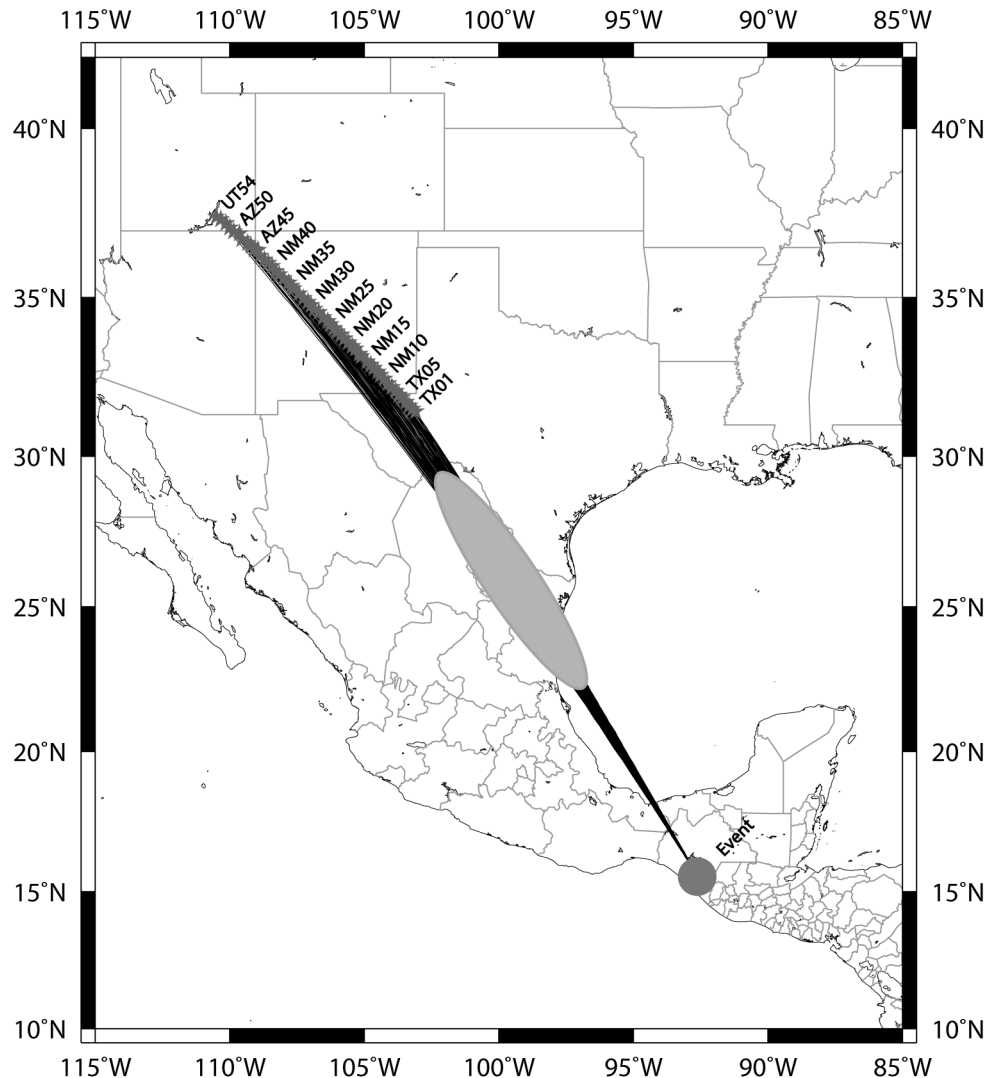 115˚W 110˚W 105˚W 100˚W 95˚W 90˚W 85˚W
40˚N 40˚N
UT54
AZ50
AZ45
NM40
NM35
NM30
NM25
NM20
NM15
NM10
TX05
TX01
35˚N 35˚N
30˚N 30˚N
25˚N 25˚N
20˚N 20˚N
Event
15˚N 15˚N
10˚N 10˚N
115˚W 110˚W 105˚W 100˚W 95˚W 90˚W 85˚W